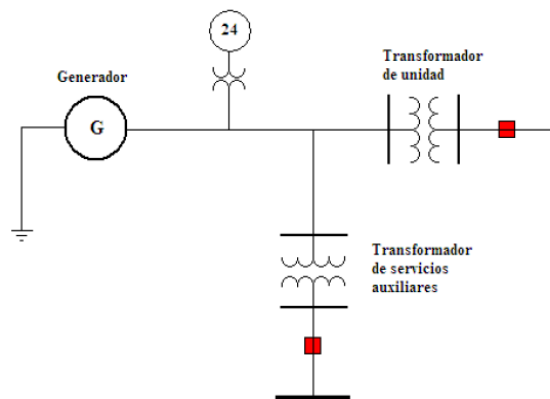 24
Transformador
de unidad
Generador
G
Transformador
de servicios
auxiliares